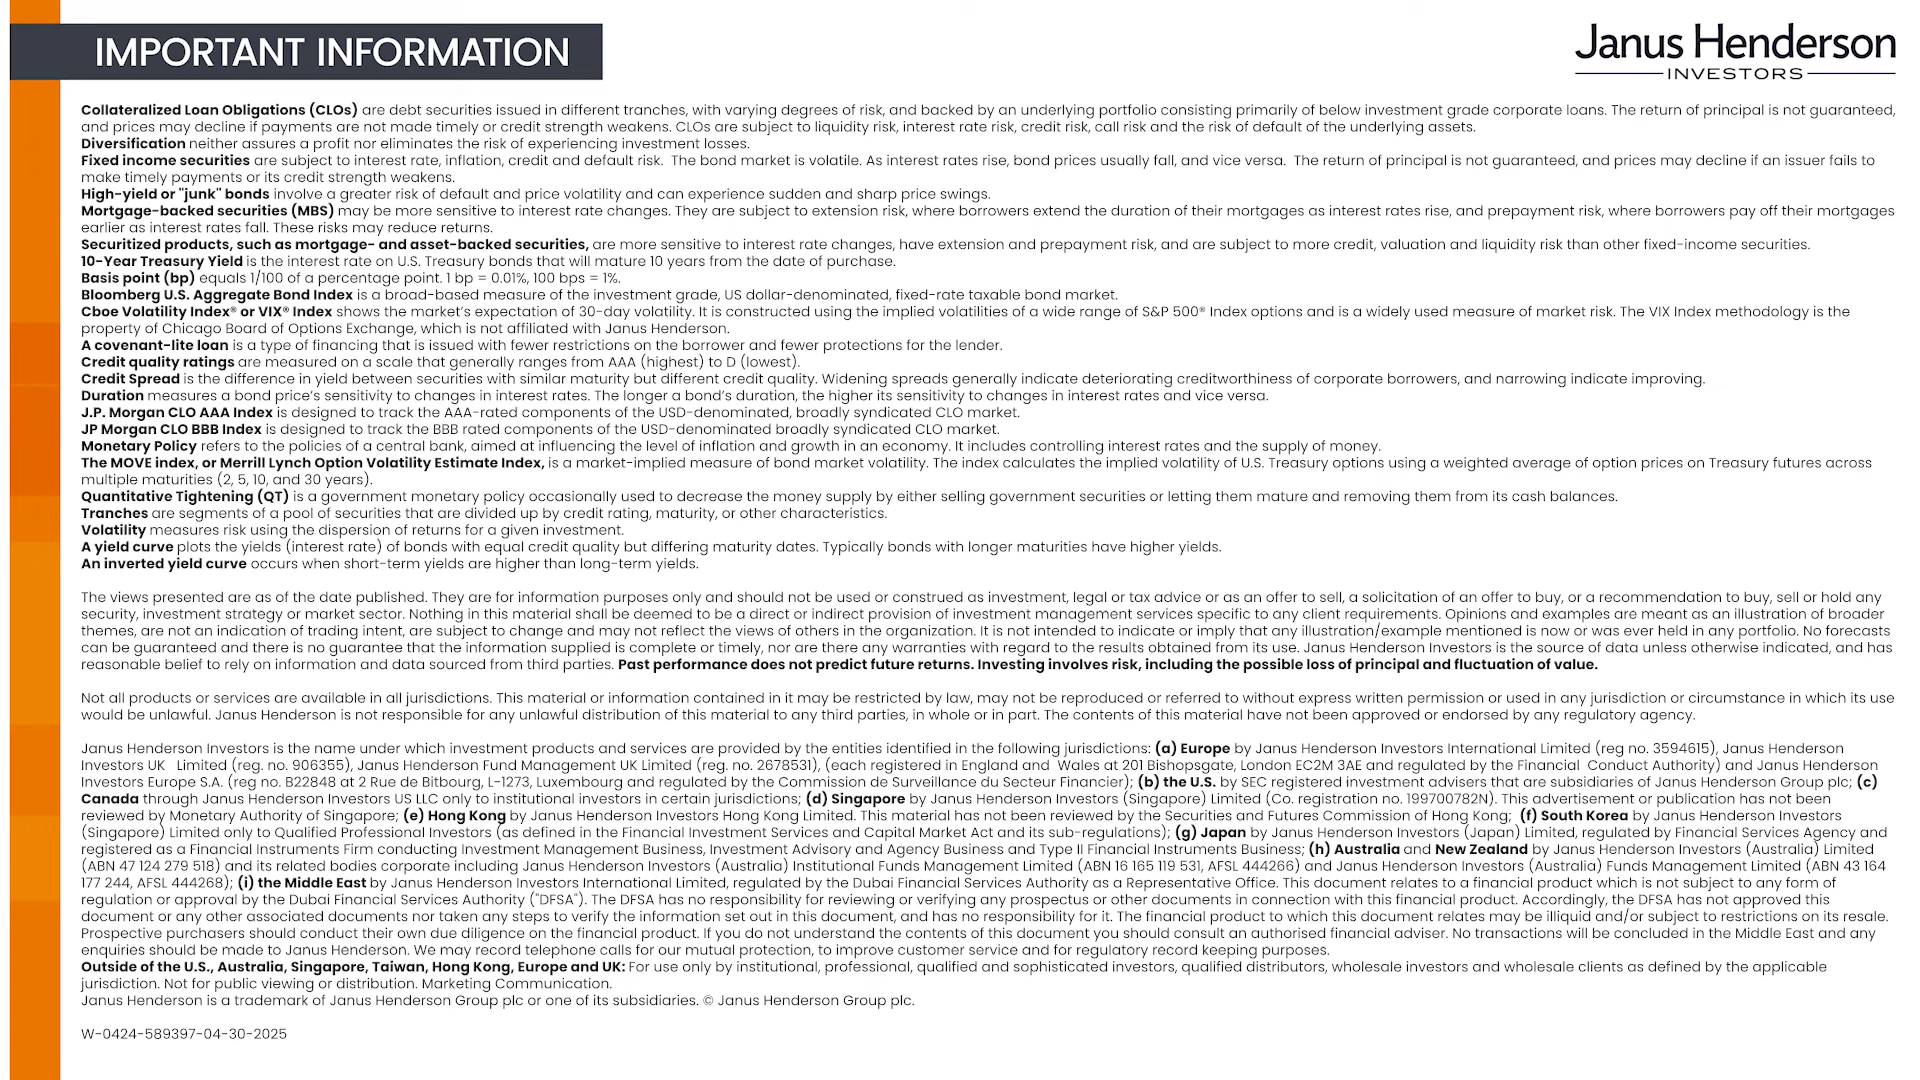 IMPORTANT INFORMATION
Janus Henderson
INVESTORS
Collateralized Loan Obligations (CLOs) are debt securities issued in different tranches, with varying degrees of risk, and backed by an underlying portfolio consisting primarily of below investment grade corporate loans. The return of principal is not guaranteed,
and prices may decline if payments are not made timely or credit strength weakens. CLOs are subject to liquidity risk, interest rate risk, credit risk, call risk and the risk of default of the underlying assets.
Diversification neither assures a profit nor eliminates the risk of experiencing investment losses.
Fixed income securities are subject to interest rate, inflation, credit and default risk. The bond market is volatile. As interest rates rise, bond prices usually fall, and vice versa. The return of principal is not guaranteed, and prices may decline if an issuer fails to
make timely payments or its credit strength weakens.
High-yield or "junk" bonds involve a greater risk of default and price volatility and can experience sudden and sharp price swings.
Mortgage-backed securities (MBS) may be more sensitive to interest rate changes. They are subject to extension risk, where borrowers extend the duration of their mortgages as interest rates rise, and prepayment risk, where borrowers pay off their mortgages
earlier as interest rates fall. These risks may reduce returns.
Securitized products, such as mortgage- and asset-backed securities, are more sensitive to interest rate changes, have extension and prepayment risk, and are subject to more credit, valuation and liquidity risk than other fixed-income securities.
10-Year Treasury Yield is the interest rate on U.S. Treasury bonds that will mature 10 years from the date of purchase.
Basis point (bp) equals 1/100 of a percentage point. 1 bp = 0.01%, 100 bps = 1%.
Bloomberg U.S. Aggregate Bond Index is a broad-based measure of the investment grade, US dollar-denominated, fixed-rate taxable bond market.
Cboe Volatility Index® or VIX® Index shows the market's expectation of 30-day volatility. It is constructed using the implied volatilities of a wide range of S&P 500® Index options and is a widely used measure of market risk. The VIX Index methodology is the
property of Chicago Board of Options Exchange, which is not affiliated with Janus Henderson.
A covenant-lite loan is a type of financing that is issued with fewer restrictions on the borrower and fewer protections for the lender.
Credit quality ratings are measured on a scale that generally ranges from AAA (highest) to D (lowest).
Credit Spread is the difference in yield between securities with similar maturity but different credit quality. Widening spreads generally indicate deteriorating creditworthiness of corporate borrowers, and narrowing indicate improving.
Duration measures a bond price's sensitivity to changes in interest rates. The longer a bond's duration, the higher its sensitivity to changes in interest rates and vice versa.
J.P. Morgan CLO AAA Index is designed to track the AAA-rated components of the USD-denominated, broadly syndicated CLO market.
JP Morgan CLO BBB Index is designed to track the BBB rated components of the USD-denominated broadly syndicated CLO market.
Monetary Policy refers to the policies of a central bank, aimed at influencing the level of inflation and growth in an economy. It includes controlling interest rates and the supply of money.
The MOVE index, or Merrill Lynch Option Volatility Estimate Index, is a market-implied measure of bond market volatility. The index calculates the implied volatility of U.S. Treasury options using a weighted average of option prices on Treasury futures across
multiple maturities (2, 5, 10, and 30 years).
Quantitative Tightening (QT) is a government monetary policy occasionally used to decrease the money supply by either selling government securities or letting them mature and removing them from its cash balances.
Tranches are segments of a pool of securities that are divided up by credit rating, maturity, or other characteristics.
Volatility measures risk using the dispersion of returns for a given investment.
A yield curve plots the yields (interest rate) of bonds with equal credit quality but differing maturity dates. Typically bonds with longer maturities have higher yields.
An inverted yield curve occurs when short-term yields are higher than long-term yields.
The views presented are as of the date published. They are for information purposes only and should not be used or construed as investment, legal or tax advice or as an offer to sell, a solicitation of an offer to buy, or a recommendation to buy, sell or hold any
security, investment strategy or market sector. Nothing in this material shall be deemed to be a direct or indirect provision of investment management services specific to any client requirements. Opinions and examples are meant as an illustration of broader
themes, are not an indication of trading intent, are subject to change and may not reflect the views of others in the organization. It is not intended to indicate or imply that any illustration/example mentioned is now or was ever held in any portfolio. No forecasts
can be guaranteed and there is no guarantee that the information supplied is complete or timely, nor are there any warranties with regard to the results obtained from its use. Janus Henderson Investors is the source of data unless otherwise indicated, and has
reasonable belief to rely on information and data sourced from third parties. Past performance does not predict future returns. Investing involves risk, including the possible loss of principal and fluctuation of value.
Not all products or services are available in all jurisdictions. This material or information contained in it may be restricted by law, may not be reproduced or referred to without express written permission or used in any jurisdiction or circumstance in which its use
would be unlawful. Janus Henderson is not responsible for any unlawful distribution of this material to any third parties, in whole or in part. The contents of this material have not been approved or endorsed by any regulatory agency.
Janus Henderson Investors is the name under which investment products and services are provided by the entities identified in the following jurisdictions: (a) Europe by Janus Henderson Investors International Limited (reg no. 3594615), Janus Henderson
Investors UK Limited (reg. no. 906355), Janus Henderson Fund Management UK Limited (reg. no. 2678531), (each registered in England and Wales at 201 Bishopsgate, London EC2M 3AE and regulated by the Financial Conduct Authority) and Janus Henderson
Investors Europe S.A. (reg no. B22848 at 2 Rue de Bitbourg, L-1273, Luxembourg and regulated by the Commission de Surveillance du Secteur Financier); (b) the U.S. by SEC registered investment advisers that are subsidiaries of Janus Henderson Group plc; (c)
Canada through Janus Henderson Investors US LLC only to institutional investors in certain jurisdictions; (d) Singapore by Janus Henderson Investors (Singapore) Limited (Co. registration no. 199700782N). This advertisement or publication has not been
reviewed by Monetary Authority of Singapore; (e) Hong Kong by Janus Henderson Investors Hong Kong Limited. This material has not been reviewed by the Securities and Futures Commission of Hong Kong; (f) South Korea by Janus Henderson Investors
(Singapore) Limited only to Qualified Professional Investors (as defined in the Financial Investment Services and Capital Market Act and its sub-regulations); (g) Japan by Janus Henderson Investors (Japan) Limited, regulated by Financial Services Agency and
registered as a Financial Instruments Firm conducting Investment Management Business, Investment Advisory and Agency Business and Type II Financial Instruments Business; (h) Australia and New Zealand by Janus Henderson Investors (Australia) Limited
(ABN 47 124 279 518) and its related bodies corporate including Janus Henderson Investors (Australia) Institutional Funds Management Limited (ABN 16 165 119 531, AFSL 444266) and Janus Henderson Investors (Australia) Funds Management Limited (ABN 43 164
177 244, AFSL 444268); (i) the Middle East by Janus Henderson Investors International Limited, regulated by the Dubai Financial Services Authority as a Representative Office. This document relates to a financial product which is not subject to any form of
regulation or approval by the Dubai Financial Services Authority ("DFSA"). The DFSA has no responsibility for reviewing or verifying any prospectus or other documents in connection with this financial product. Accordingly, the DFSA has not approved this
document or any other associated documents nor taken any steps to verify the information set out in this document, and has no responsibility for it. The financial product to which this document relates may be illiquid and/or subject to restrictions on its resale.
Prospective purchasers should conduct their own due diligence on the financial product. If you do not understand the contents of this document you should consult an authorised financial adviser. No transactions will be concluded in the Middle East and any
enquiries should be made to Janus Henderson. We may record telephone calls for our mutual protection, to improve customer service and for regulatory record keeping purposes.
Outside of the U.S., Australia, Singapore, Taiwan, Hong Kong, Europe and UK: For use only by institutional, professional, qualified and sophisticated investors, qualified distributors, wholesale investors and wholesale clients as defined by the applicable
jurisdiction. Not for public viewing or distribution. Marketing Communication.
Janus Henderson is a trademark of Janus Henderson Group plc or one of its subsidiaries. © Janus Henderson Group plc.
W-0424-589397-04-30-2025